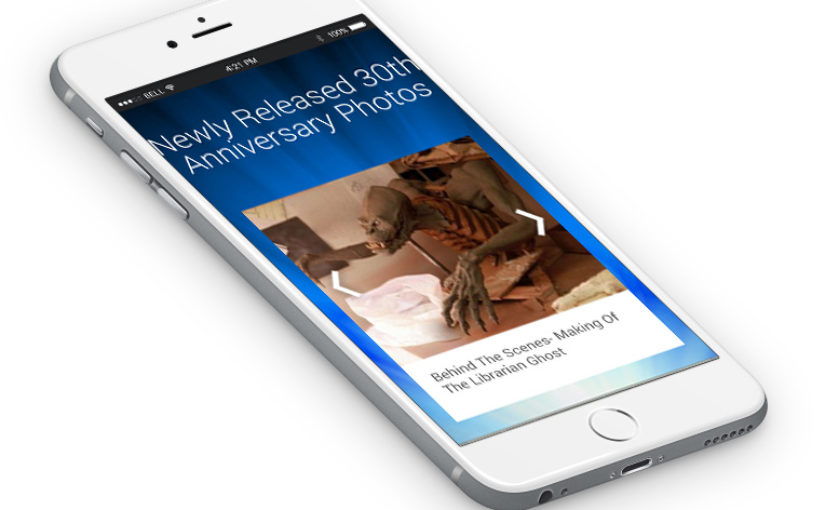 BELL 4:21 PM 100%
Newly Released 30th
Anniversary Photos
Behind The Scenes- Making Of
The Librarian Ghost